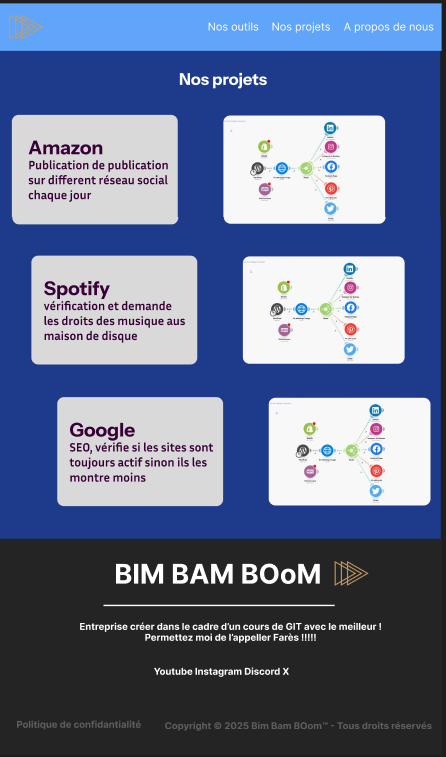 Nos outils Nos projets A propos de nous
Nos projets
Amazon
Publication de publication
sur different réseau social
chaque jour
Spotify
vérification et demande
les droits des musique aus
maison de disque
Google
SEO, vérifie si les sites sont
toujours actif sinon ils les
montre moins
BIM BAM BOoM
Entreprise créer dans le cadre d'un cours de GIT avec le meilleur !
Permettez moi de l'appeller Farès !!!!!
Youtube Instagram Discord X
Politique de confidantialité Copyright © 2025 Bim Bam BOom™ - Tous droits révervés